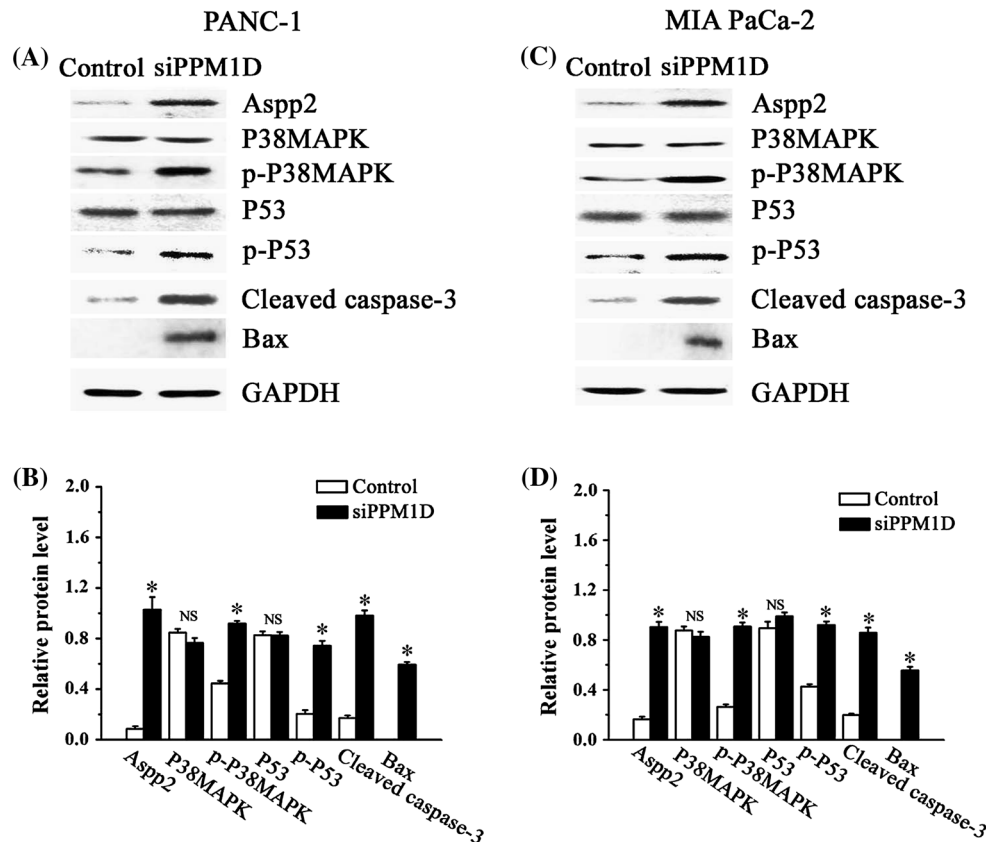 PANC-1
MIA PaCa-2
(A)
Control siPPM1D
Aspp2
P38MAPK
p-P38MAPK
P53
p-P53
Cleaved caspase-3
Bax
GAPDH
(C)
Control siPPM1D
Aspp2
P38MAPK
p-P38MAPK
P53
p-P53
Cleaved caspase-3
Bax
GAPDH
(B)
Relative protein level
2.0
1.6
1.2
0.8
0.4
0.0
Control
siPPM1D
*
NS
*
NS
*
*
*
Aspp2
P38MAPK
p-P38MAPK
P53
p-P53
Cleaved caspase-3
Bax
(D)
Relative protein level
2.0
1.6
1.2
0.8
0.4
0.0
Control
siPPM1D
*
NS
*
NS
*
*
*
Aspp2
P38MAPK
p-P38MAPK
P53
p-P53
Cleaved caspase-3
Bax